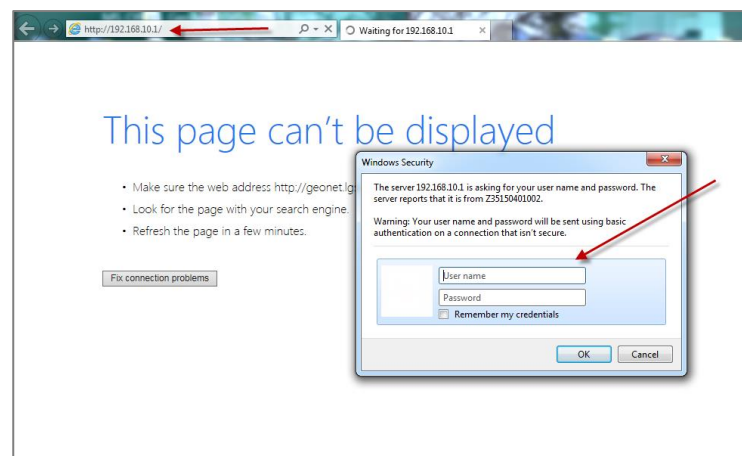 http://192.168.10.1/
Waiting for 192.168.10.1
This page can't be displayed
• Make sure the web address http://geonet.lg
• Look for the page with your search engine.
• Refresh the page in a few minutes.
Fix connection problems
Windows Security
The server 192.168.10.1 is asking for your user name and password. The
server reports that it is from Z35150401002.
Warning: Your user name and password will be sent using basic
authentication on a connection that isn't secure.
User name
Password
Remember my credentials
OK
Cancel